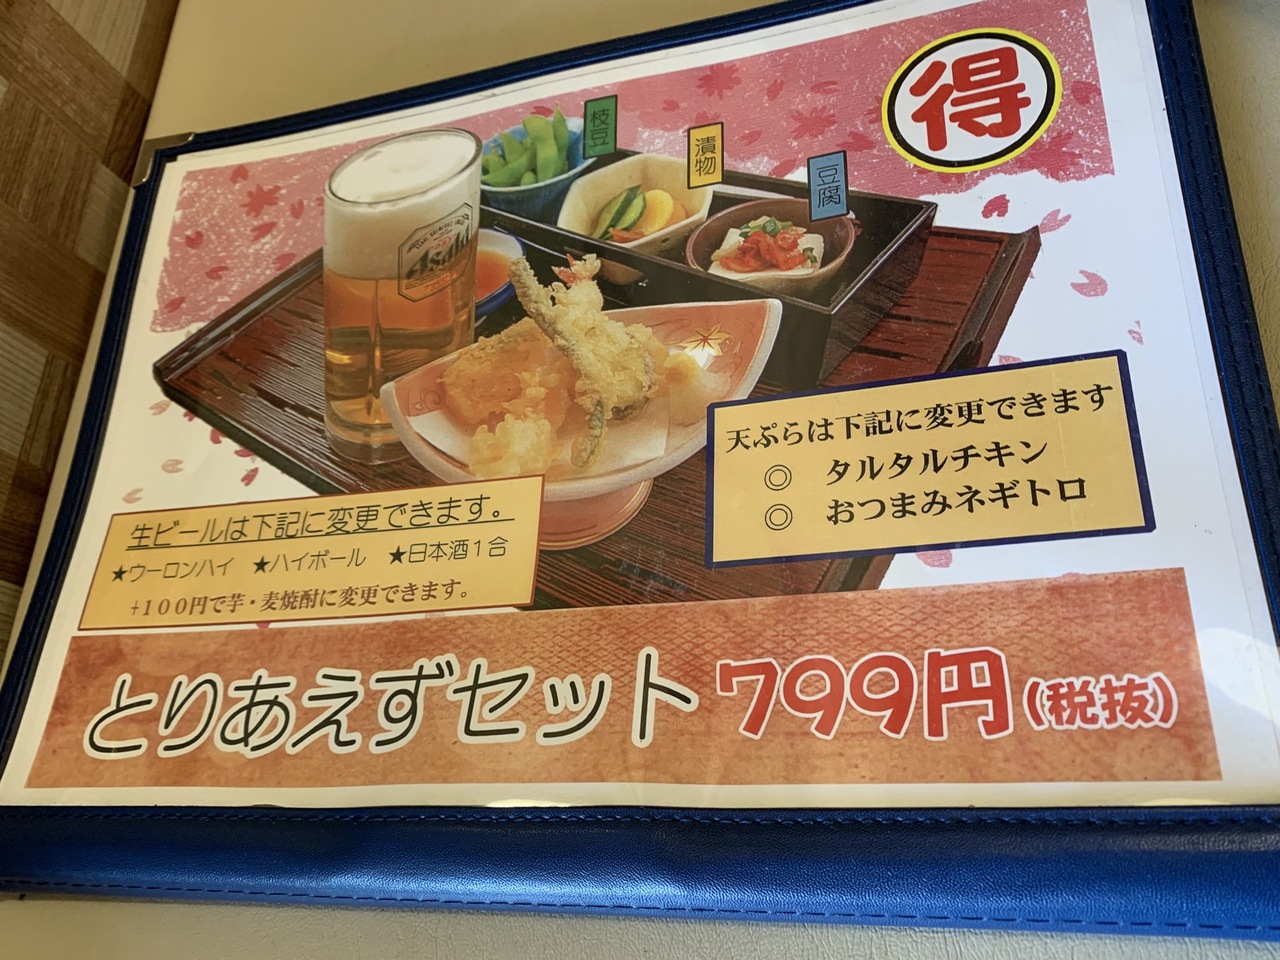 得
枝豆
漬物
豆腐
Asahi
天ぷらは下記に変更できます
◎ タルタルチキン
◎ おつまみネギトロ
生ビールは下記に変更できます。
★ウーロンハイ ★ハイボール ★日本酒1合
+100円で芋・麦焼酎に変更できます。
とりあえずセット 799円(税抜)